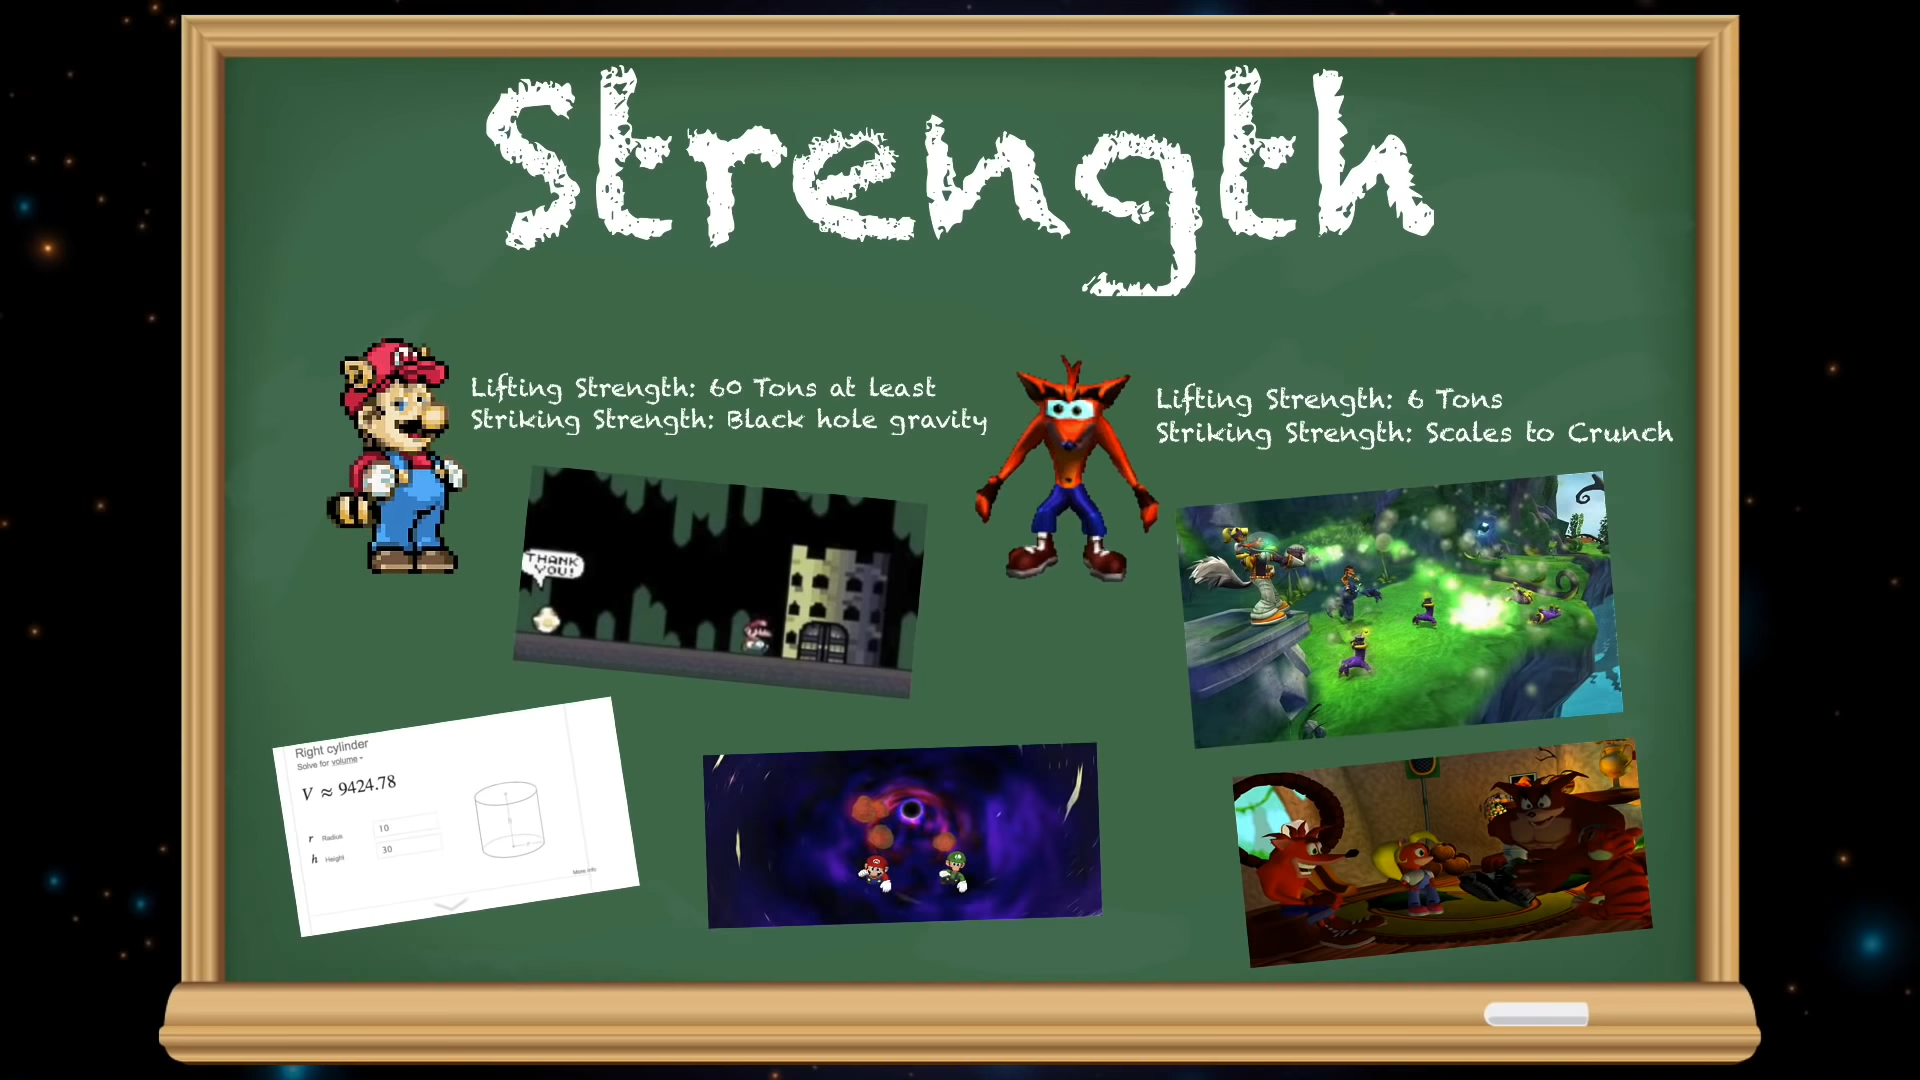 Strength
Lifting Strength: 60 Tons at least
Striking Strength: Black hole gravity
Lifting Strength: 6 Tons
Striking Strength: Scales to Crunch
THANK
YOU!
Right cylinder
Solve for volume
V ≈ 9424.78
r Radius 10
h Height 30
More info
M